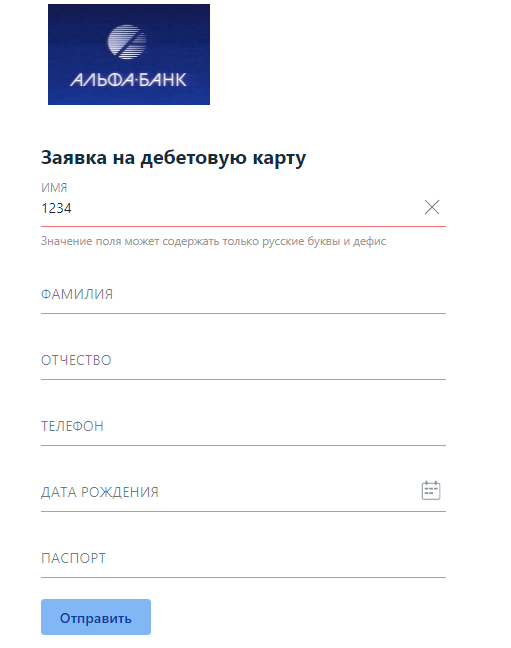 АЛЬФА·БАНК
Заявка на дебетовую карту
ИМЯ
1234
Значение поля может содержать только русские буквы и дефис
ФАМИЛИЯ
ОТЧЕСТВО
ТЕЛЕФОН
ДАТА РОЖДЕНИЯ
ПАСПОРТ
Отправить